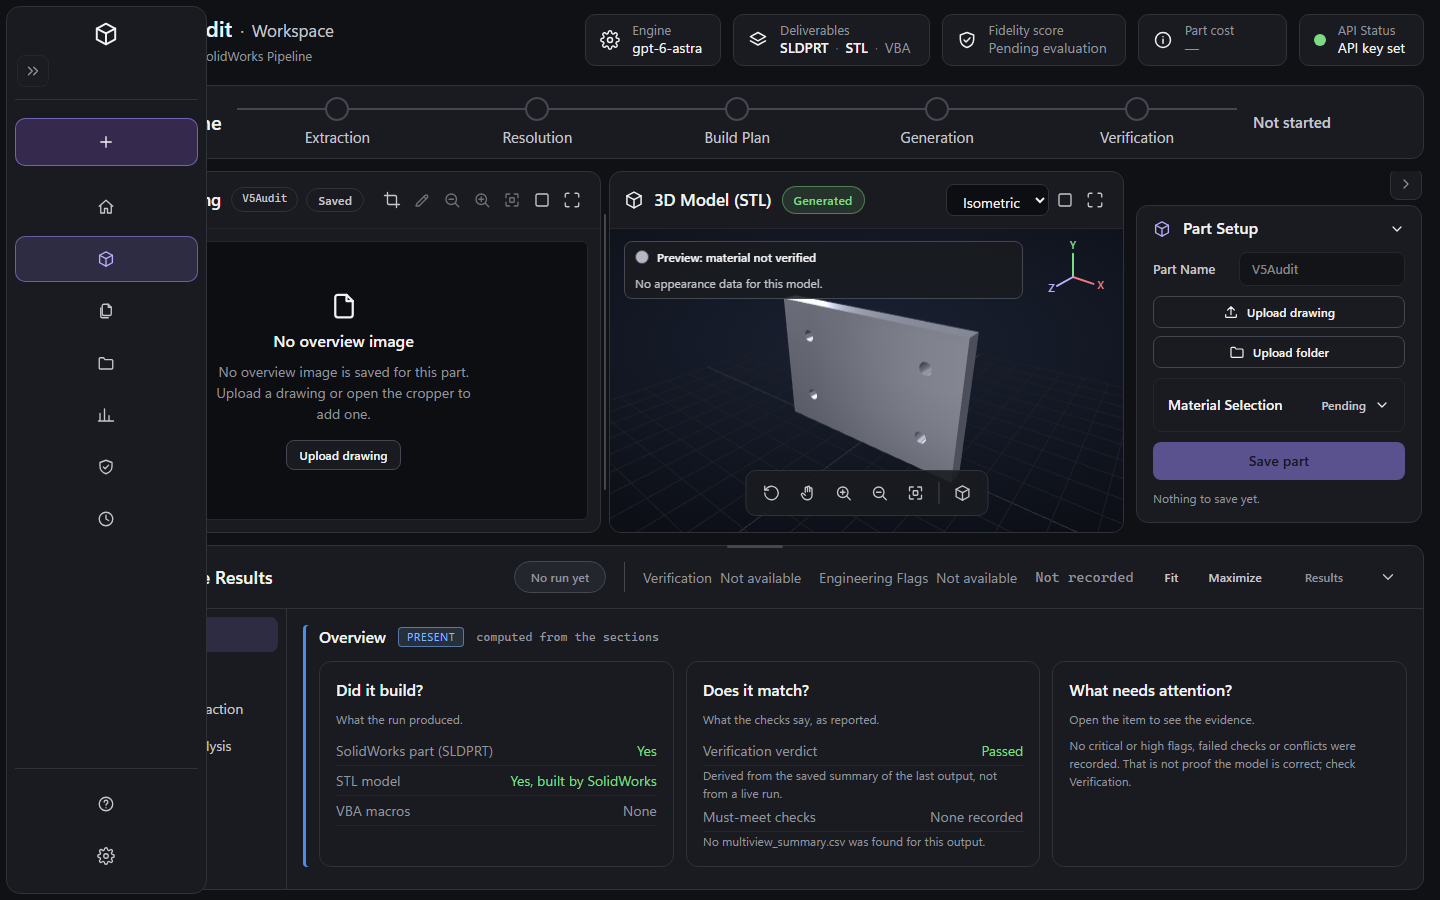 dit · Workspace
olidWorks Pipeline
Engine
gpt-6-astra
Deliverables
SLDPRT · STL · VBA
Fidelity score
Pending evaluation
Part cost
—
API Status
API key set
ne
Extraction
Resolution
Build Plan
Generation
Verification
Not started
ng
V5Audit
Saved
No overview image
No overview image is saved for this part.
Upload a drawing or open the cropper to
add one.
Upload drawing
3D Model (STL)
Generated
Isometric
Preview: material not verified
No appearance data for this model.
Y
X
Z
Part Setup
Part Name
V5Audit
Upload drawing
Upload folder
Material Selection
Pending
Save part
Nothing to save yet.
e Results
No run yet
Verification Not available
Engineering Flags Not available
Not recorded
Fit
Maximize
Results
action
lysis
Overview
PRESENT
computed from the sections
Did it build?
What the run produced.
SolidWorks part (SLDPRT) Yes
STL model Yes, built by SolidWorks
VBA macros None
Does it match?
What the checks say, as reported.
Verification verdict Passed
Derived from the saved summary of the last output, not
from a live run.
Must-meet checks None recorded
No multiview_summary.csv was found for this output.
What needs attention?
Open the item to see the evidence.
No critical or high flags, failed checks or conflicts were
recorded. That is not proof the model is correct; check
Verification.